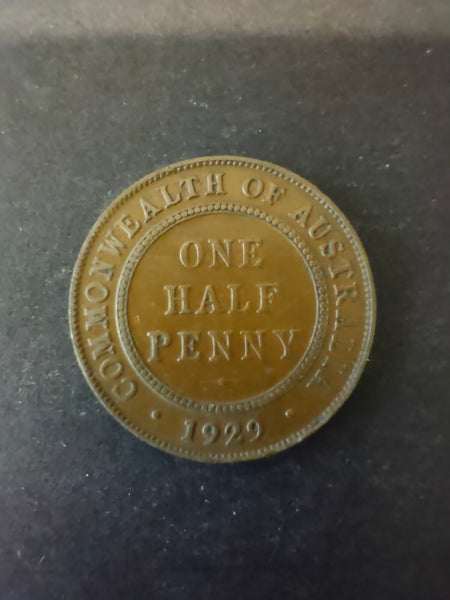 COMMONWEALTH OF AUSTRALIA
ONE
HALF
PENNY
· 1929 ·